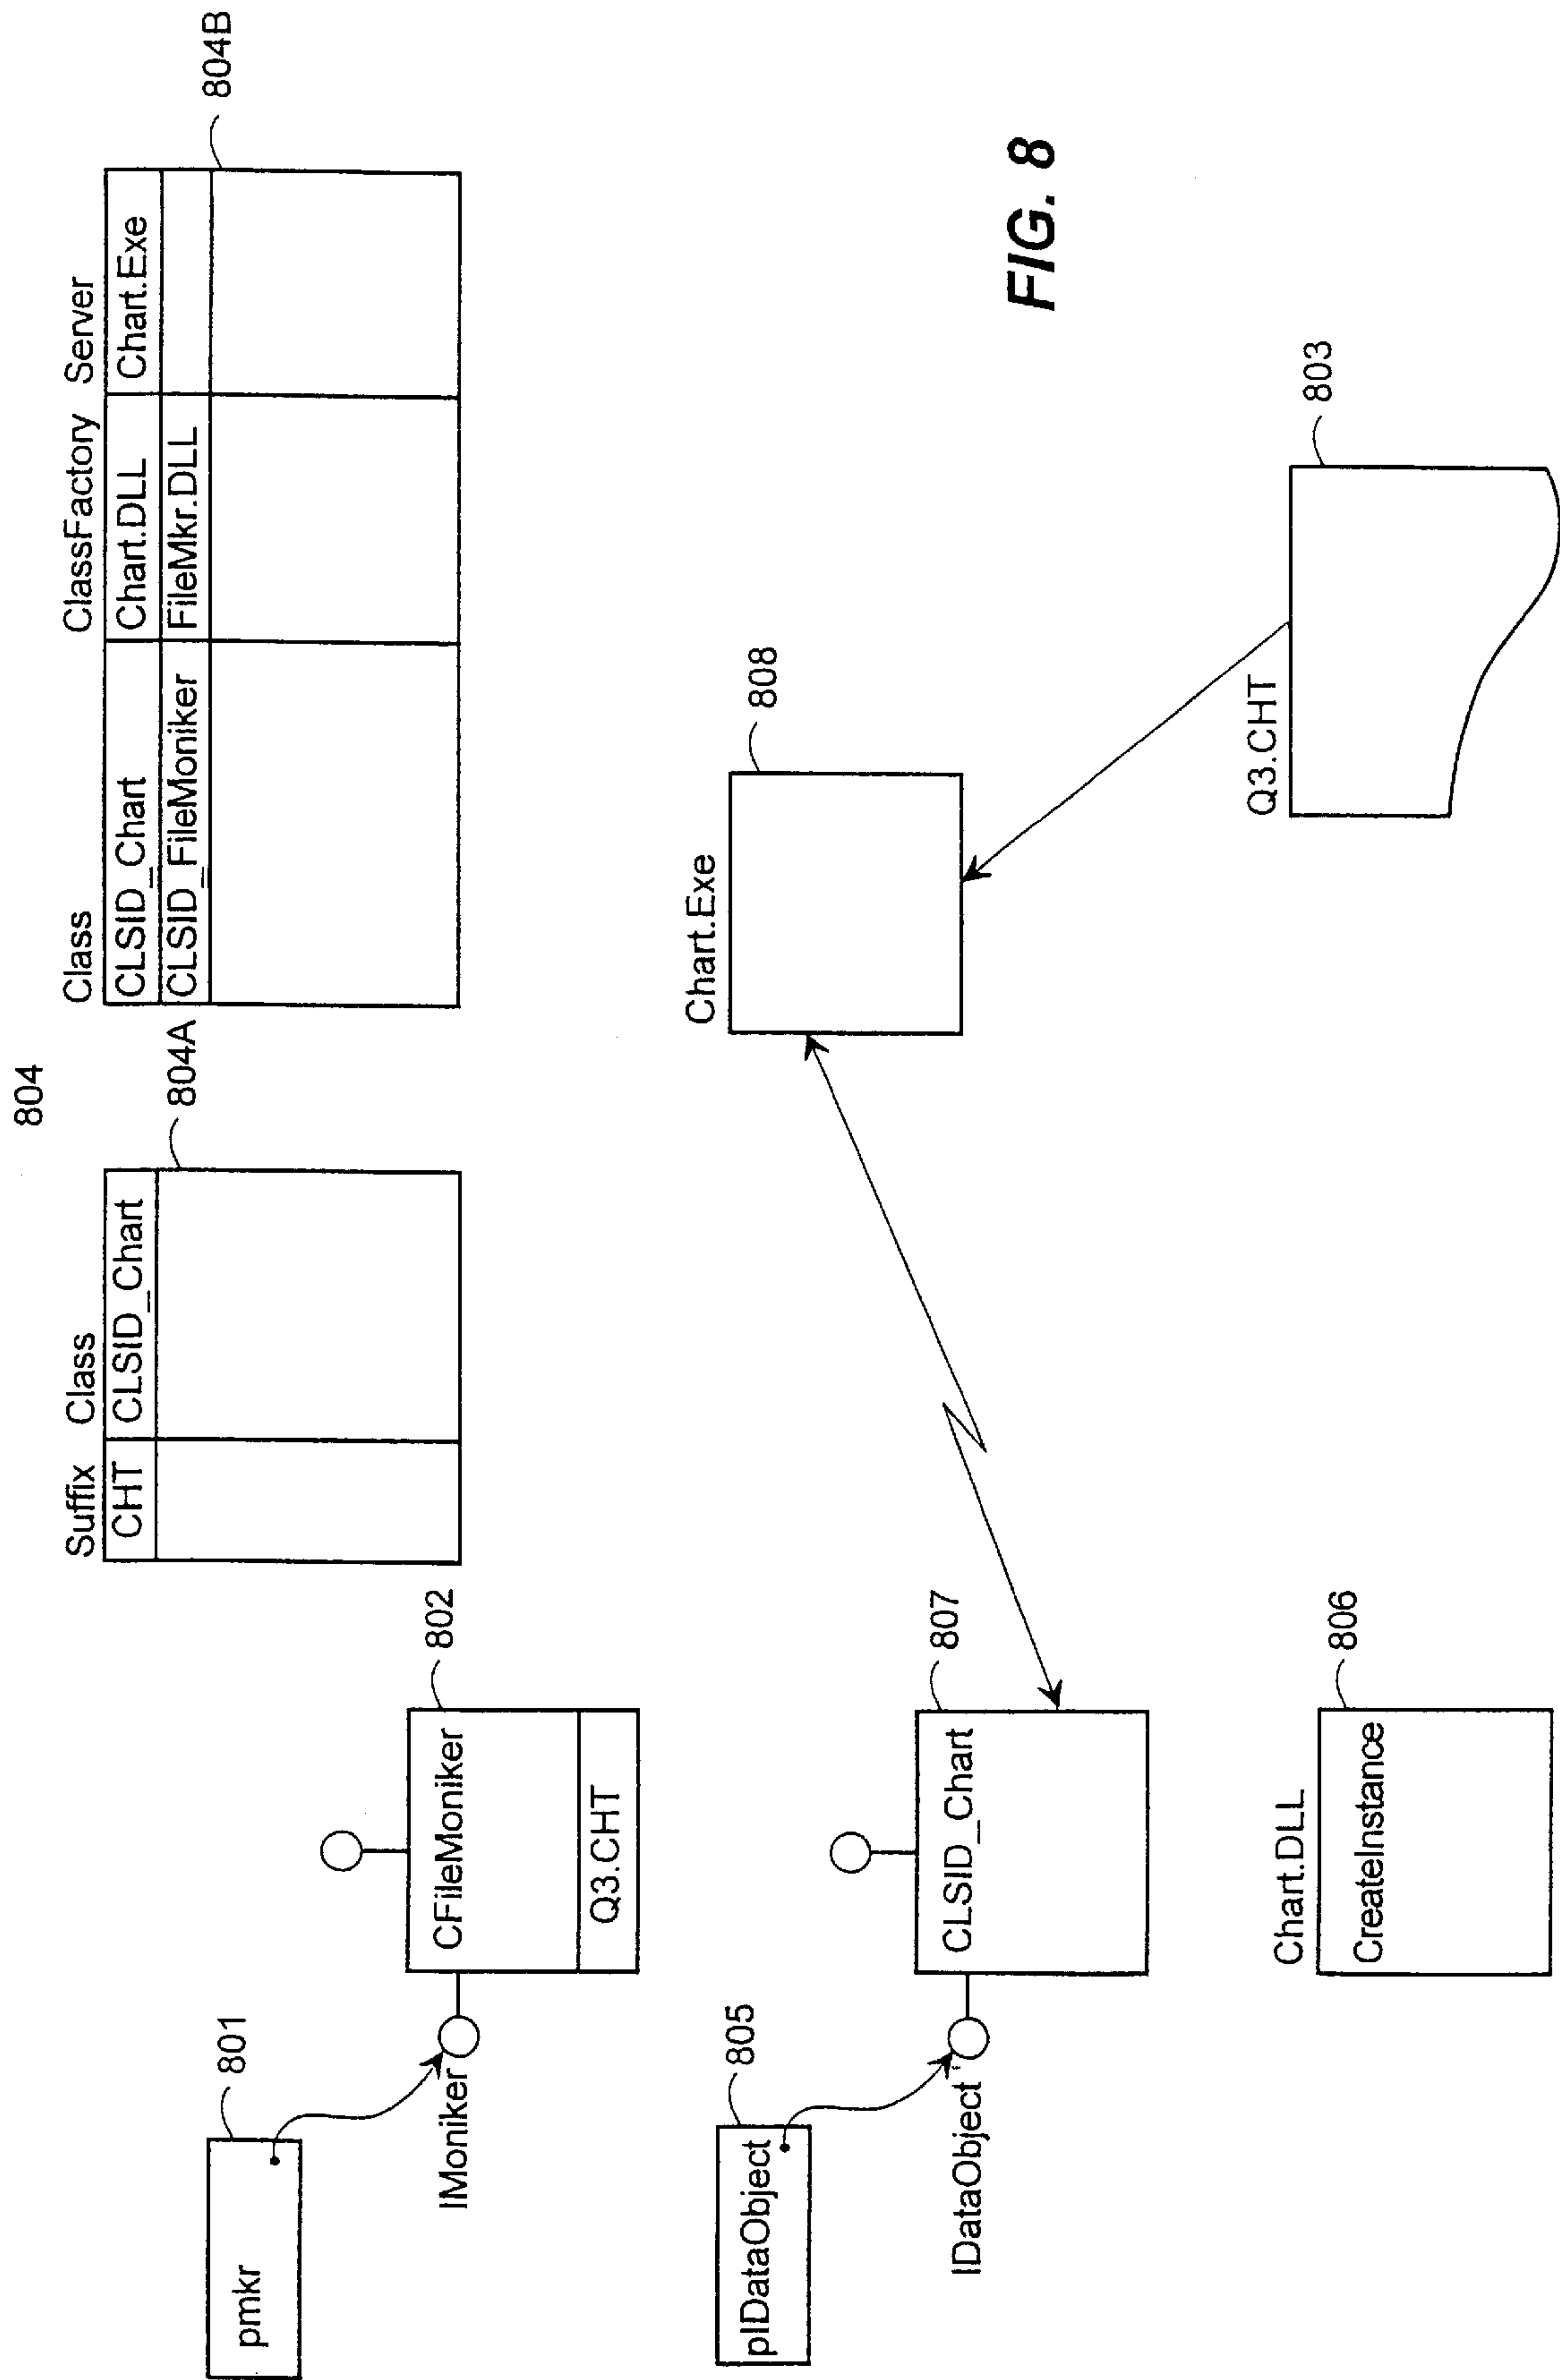 804
Suffix Class
CHT CLSID_Chart
804A
Class ClassFactory Server
CLSID_Chart Chart.DLL Chart.Exe
CLSID_FileMoniker FileMkr.DLL
804B
pmkr
801
IMoniker
CFileMoniker
Q3.CHT
802
pIDataObject
805
IDataObject
CLSID_Chart
807
Chart.Exe
808
Chart.DLL
CreateInstance
806
Q3.CHT
803
FIG. 8